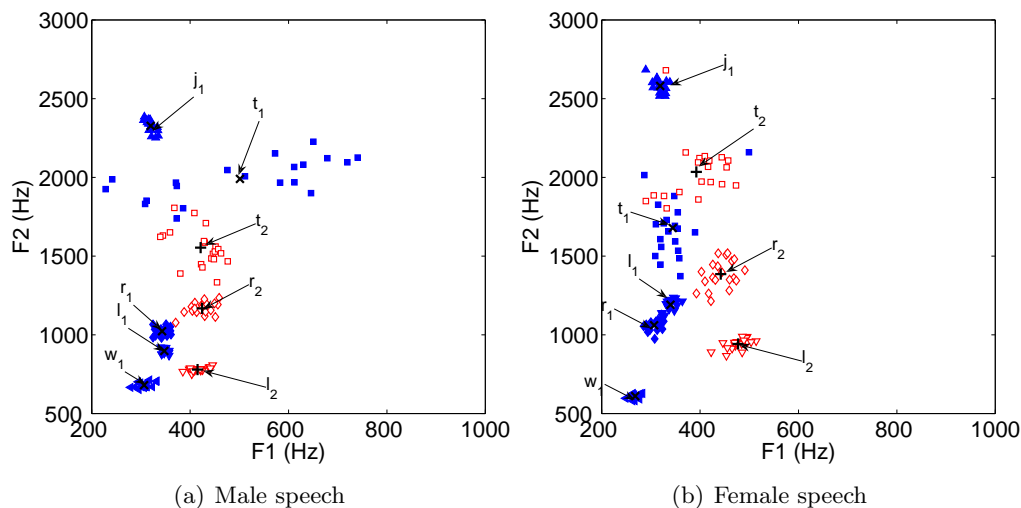 3000
2500
2000
1500
1000
500
F2 (Hz)
200 400 600 800 1000
F1 (Hz)
j1
t1
t2
r1
r2
l1
w1
l2
(a) Male speech
3000
2500
2000
1500
1000
500
F2 (Hz)
200 400 600 800 1000
F1 (Hz)
j1
t2
t1
r2
l1
r1
l2
w1
(b) Female speech